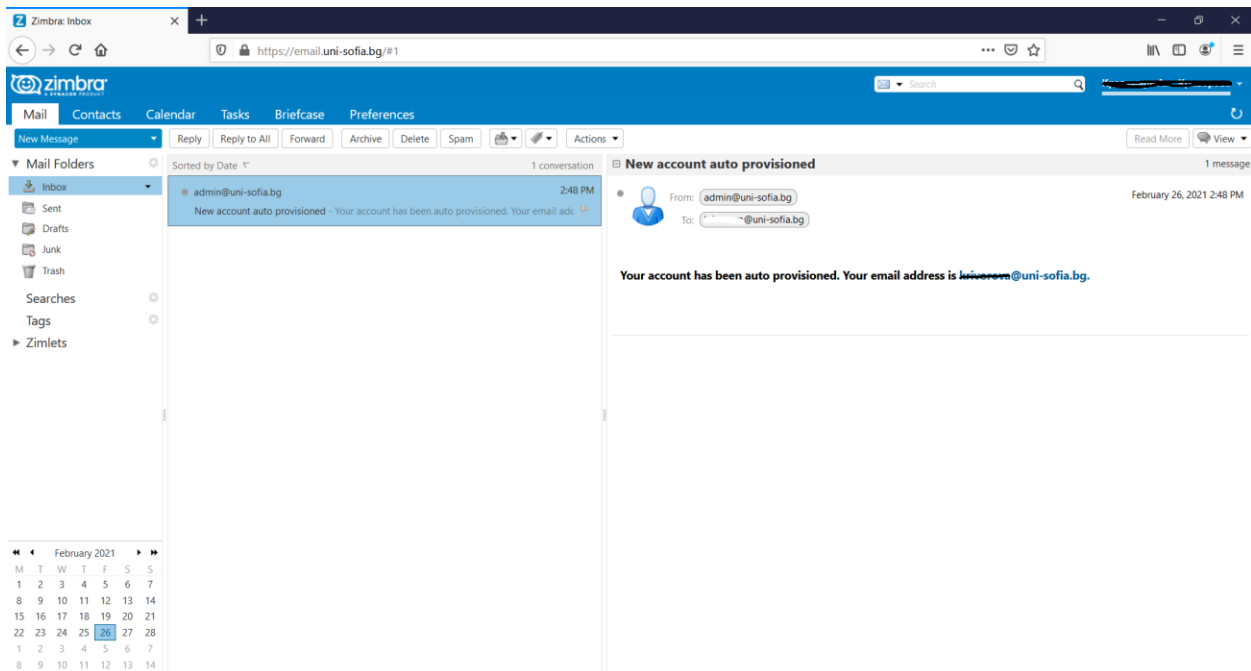 Zimbra: Inbox
https://email.uni-sofia.bg/#1
zimbra
A SYNACOR PRODUCT
Search
Mail Contacts Calendar Tasks Briefcase Preferences
New Message Reply Reply to All Forward Archive Delete Spam Actions Read More View
Mail Folders
Inbox
Sent
Drafts
Junk
Trash
Searches
Tags
Zimlets
Sorted by Date 1 conversation
admin@uni-sofia.bg 2:48 PM
New account auto provisioned - Your account has been auto provisioned. Your email adc
New account auto provisioned 1 message
From: admin@uni-sofia.bg February 26, 2021 2:48 PM
To: @uni-sofia.bg
Your account has been auto provisioned. Your email address is @uni-sofia.bg.
February 2021
M T W T F S S
1 2 3 4 5 6 7
8 9 10 11 12 13 14
15 16 17 18 19 20 21
22 23 24 25 26 27 28
1 2 3 4 5 6 7
8 9 10 11 12 13 14